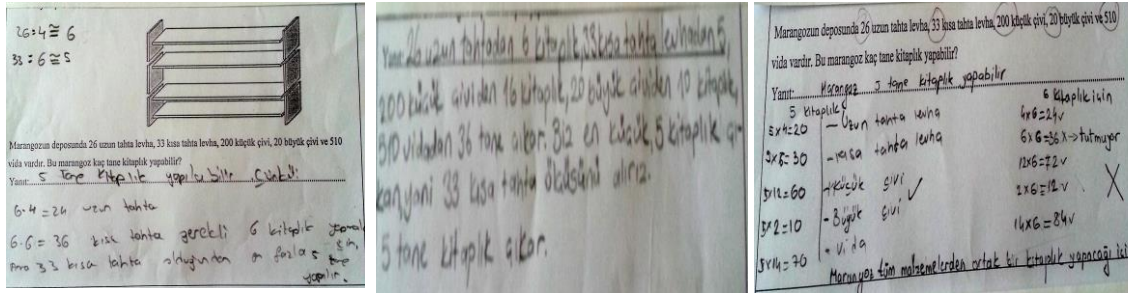 26:4≅6
33:6≅5
Marangozun deposunda 26 uzun tahta levha, 33 kısa tahta levha, 200 küçük çivi, 20 büyük çivi ve 510
vida vardır. Bu marangoz kaç tane kitaplık yapabilir?
Yanıt: 5 tane kitaplık yapılabilir. Çünkü:
6.4=24 uzun tahta
6.6=36 kısa tahta gerekli 6 kitaplık
33 kısa tahta olduğundan en fazla 5 tane
yapılır.
Yanıt: 26 uzun tahtadan 6 kitaplık, 33 kısa tahta levhadan 5,
200 küçük çividen 16 kitaplık, 20 büyük çividen 10 kitaplık,
510 vidadan 36 tane çıkar. Biz en küçük 5 kitaplık çı-
kan yani 33 kısa tahta ölçüsünü alırız.
5 tane kitaplık çıkar.
Marangozun deposunda 26 uzun tahta levha, 33 kısa tahta levha, 200 küçük çivi, 20 büyük çivi ve 510
vida vardır. Bu marangoz kaç tane kitaplık yapabilir?
Yanıt: Marangoz 5 tane kitaplık yapabilir
5 kitaplık
5x4=20 - Uzun tahta levha
5x6=30 - kısa tahta levha
5x12=60 - Küçük çivi ✓
5x2=10 - Büyük çivi
5x14=70 - Vida
6 kitaplık için
4x6=24✓
6x6=36 x→tutmuyor
12x6=72✓
2x6=12✓
14x6=84✓
X
Marangoz tüm malzemelerden ortak bir kitaplık yapacağı için